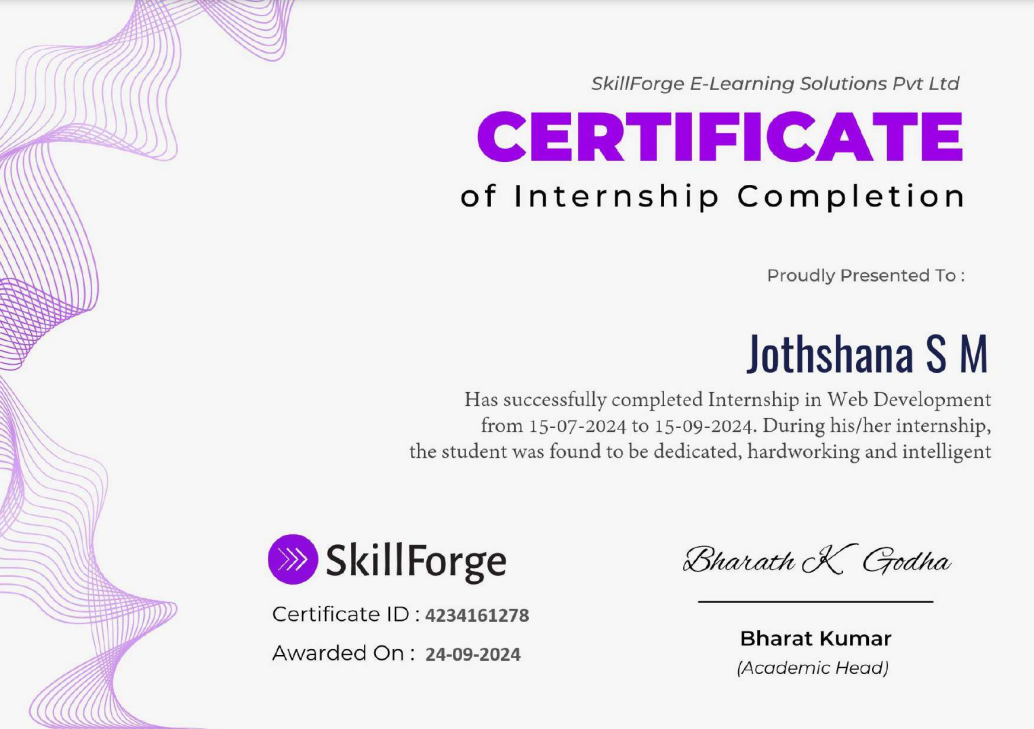 SkillForge E-Learning Solutions Pvt Ltd
CERTIFICATE
of Internship Completion
Proudly Presented To :
Jothshana S M
Has successfully completed Internship in Web Development
from 15-07-2024 to 15-09-2024. During his/her internship,
the student was found to be dedicated, hardworking and intelligent
SkillForge
Certificate ID : 4234161278
Awarded On : 24-09-2024
Bharath K Godha
Bharat Kumar
(Academic Head)